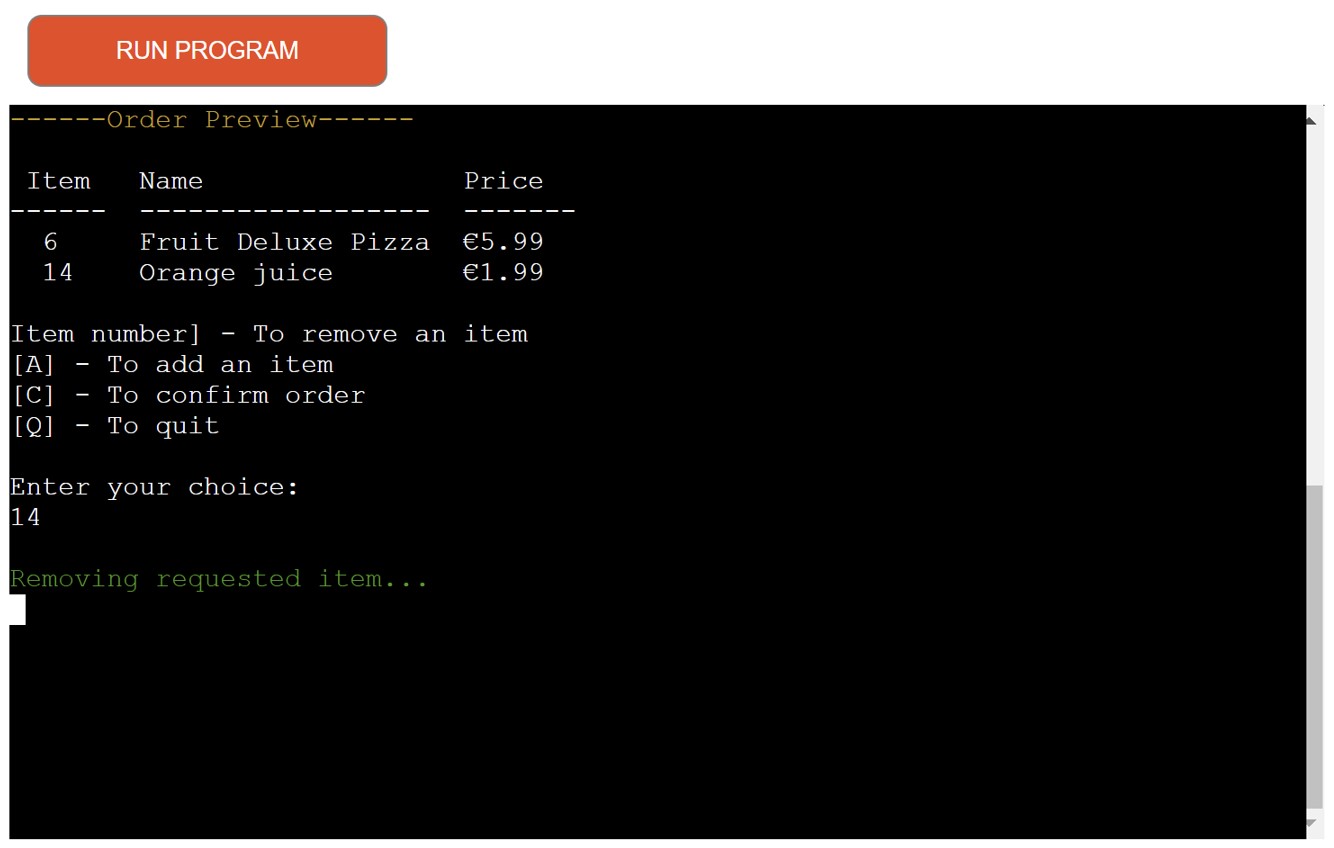 RUN PROGRAM
------Order Preview------
Item Name Price
------ ------------------ -------
6 Fruit Deluxe Pizza €5.99
14 Orange juice €1.99
Item number] - To remove an item
[A] - To add an item
[C] - To confirm order
[Q] - To quit
Enter your choice:
14
Removing requested item...